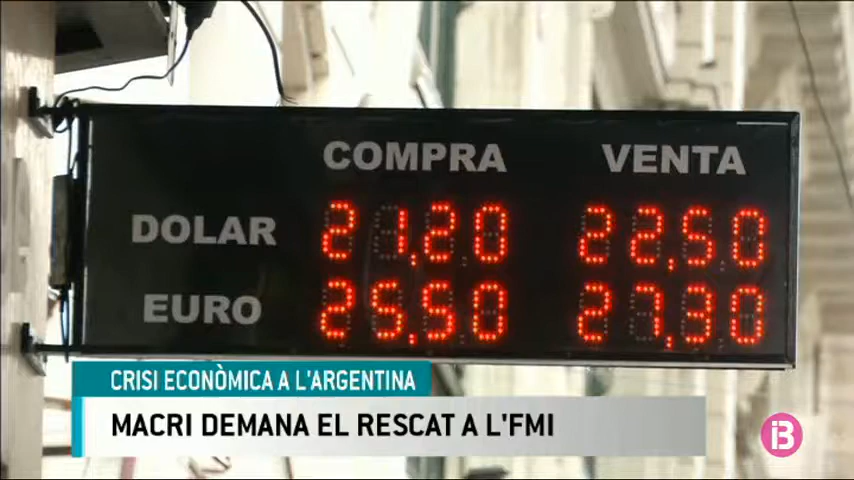 COMPRA VENTA
DOLAR 21,20 22,50
EURO 25,50 27,30
CRISI ECONÒMICA A L'ARGENTINA
MACRI DEMANA EL RESCAT A L'FMI
iB